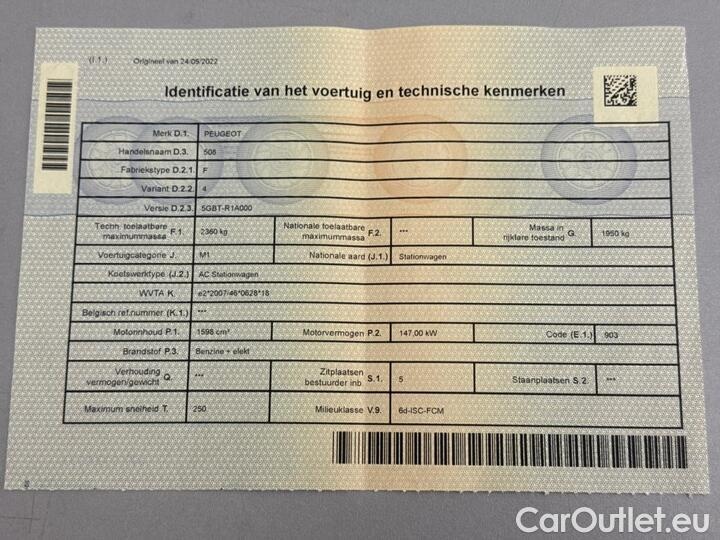 (I.1.) Origineel van 24/05/2022
Identificatie van het voertuig en technische kenmerken
Merk D.1. PEUGEOT
Handelsnaam D.3. 508
Fabriekstype D.2.1. F
Variant D.2.2. 4
Versie D.2.3. 5GBT-R1A000
Techn. toelaatbare maximummassa F.1. 2360 kg Nationale toelaatbare maximummassa F.2. *** Massa in rijklare toestand G. 1950 kg
Voertuigcategorie J. M1 Nationale aard (J.1.) Stationwagen
Koetswerktype (J.2.) AC Stationwagen
WVTA K. e2*2007/46*0628*18
Belgisch ref.nummer (K.1.) ***
Motorinhoud P.1. 1598 cm³ Motorvermogen P.2. 147,00 kW Code (E.1.) 903
Brandstof P.3. Benzine + elekt
Verhouding vermogen/gewicht Q. *** Zitplaatsen bestuurder inb. S.1. 5 Staanplaatsen S.2. ***
Maximum snelheid T. 250 Milieuklasse V.9. 6d-ISC-FCM
CarOutlet.eu